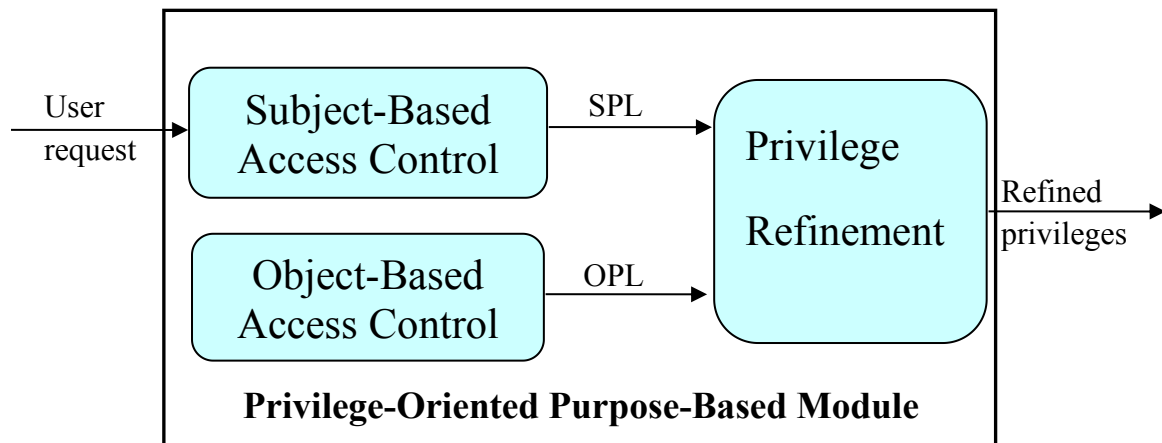 User
request
Subject-Based
Access Control
SPL
Object-Based
Access Control
OPL
Privilege
Refinement
Refined
privileges
Privilege-Oriented Purpose-Based Module